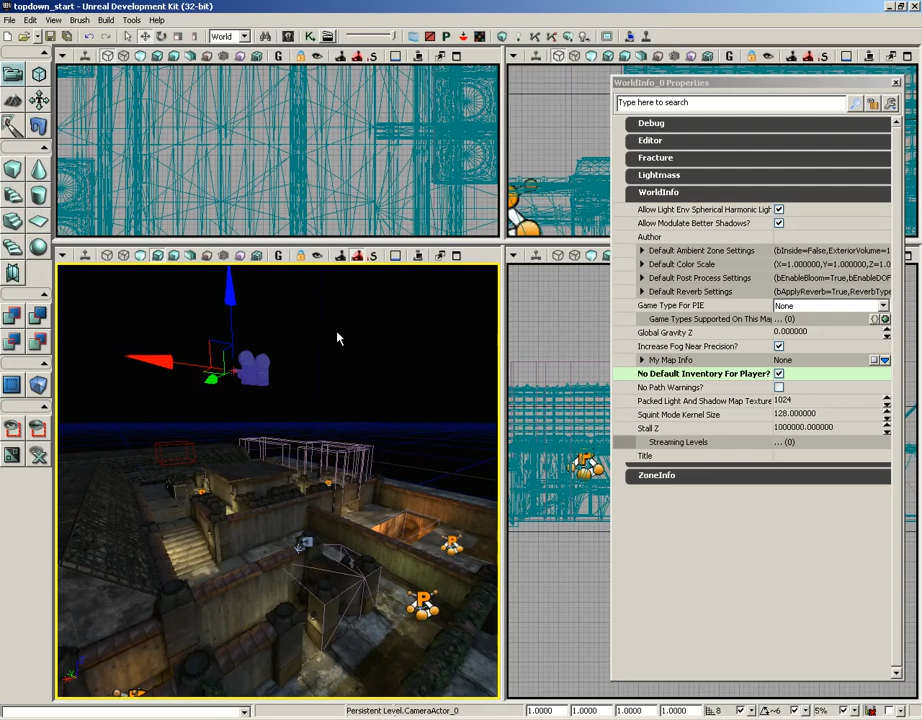 topdown_start - Unreal Development Kit (32-bit)
File Edit View Brush Build Tools Help
World
WorldInfo_0 Properties
Type here to search
Debug
Editor
Fracture
Lightmass
WorldInfo
Allow Light Env Spherical Harmonic Ligh
Allow Modulate Better Shadows?
Author
Default Ambient Zone Settings (bInside=False,ExteriorVolume=1
Default Color Scale (X=1.000000,Y=1.000000,Z=1.0
Default Post Process Settings (bEnableBloom=True,bEnableDOF
Default Reverb Settings (bApplyReverb=True,ReverbType
Game Type For PIE None
Game Types Supported On This Map ... (0)
Global Gravity Z 0.000000
Increase Fog Near Precision?
My Map Info None
No Default Inventory For Player?
No Path Warnings?
Packed Light And Shadow Map Texture 1024
Squint Mode Kernel Size 128.000000
Stall Z 1000000.000000
Streaming Levels ... (0)
Title
ZoneInfo
Persistent Level.CameraActor_0 1.0000 1.0000 1.0000 1.0000 8 ~6 5%